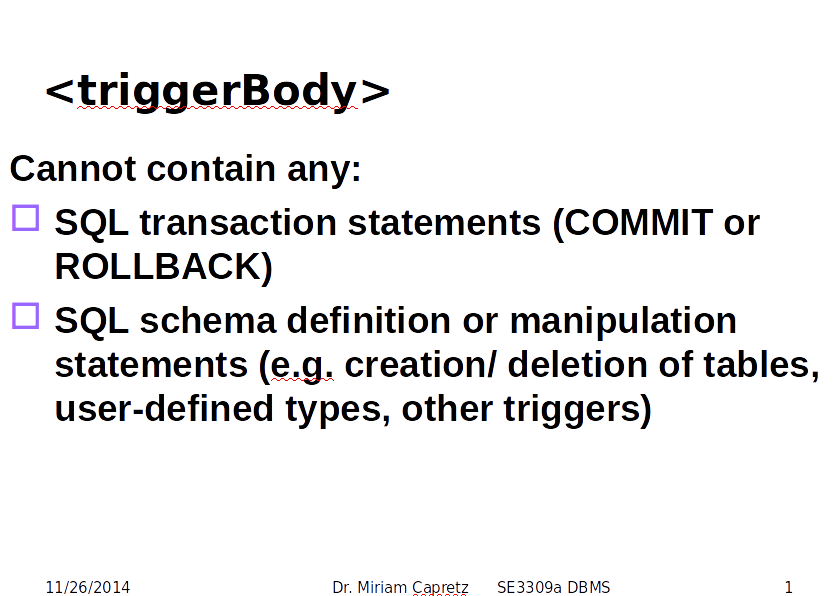 <triggerBody>
Cannot contain any:
SQL transaction statements (COMMIT or
ROLLBACK)
SQL schema definition or manipulation
statements (e.g. creation/ deletion of tables,
user-defined types, other triggers)
11/26/2014 Dr. Miriam Capretz SE3309a DBMS 1